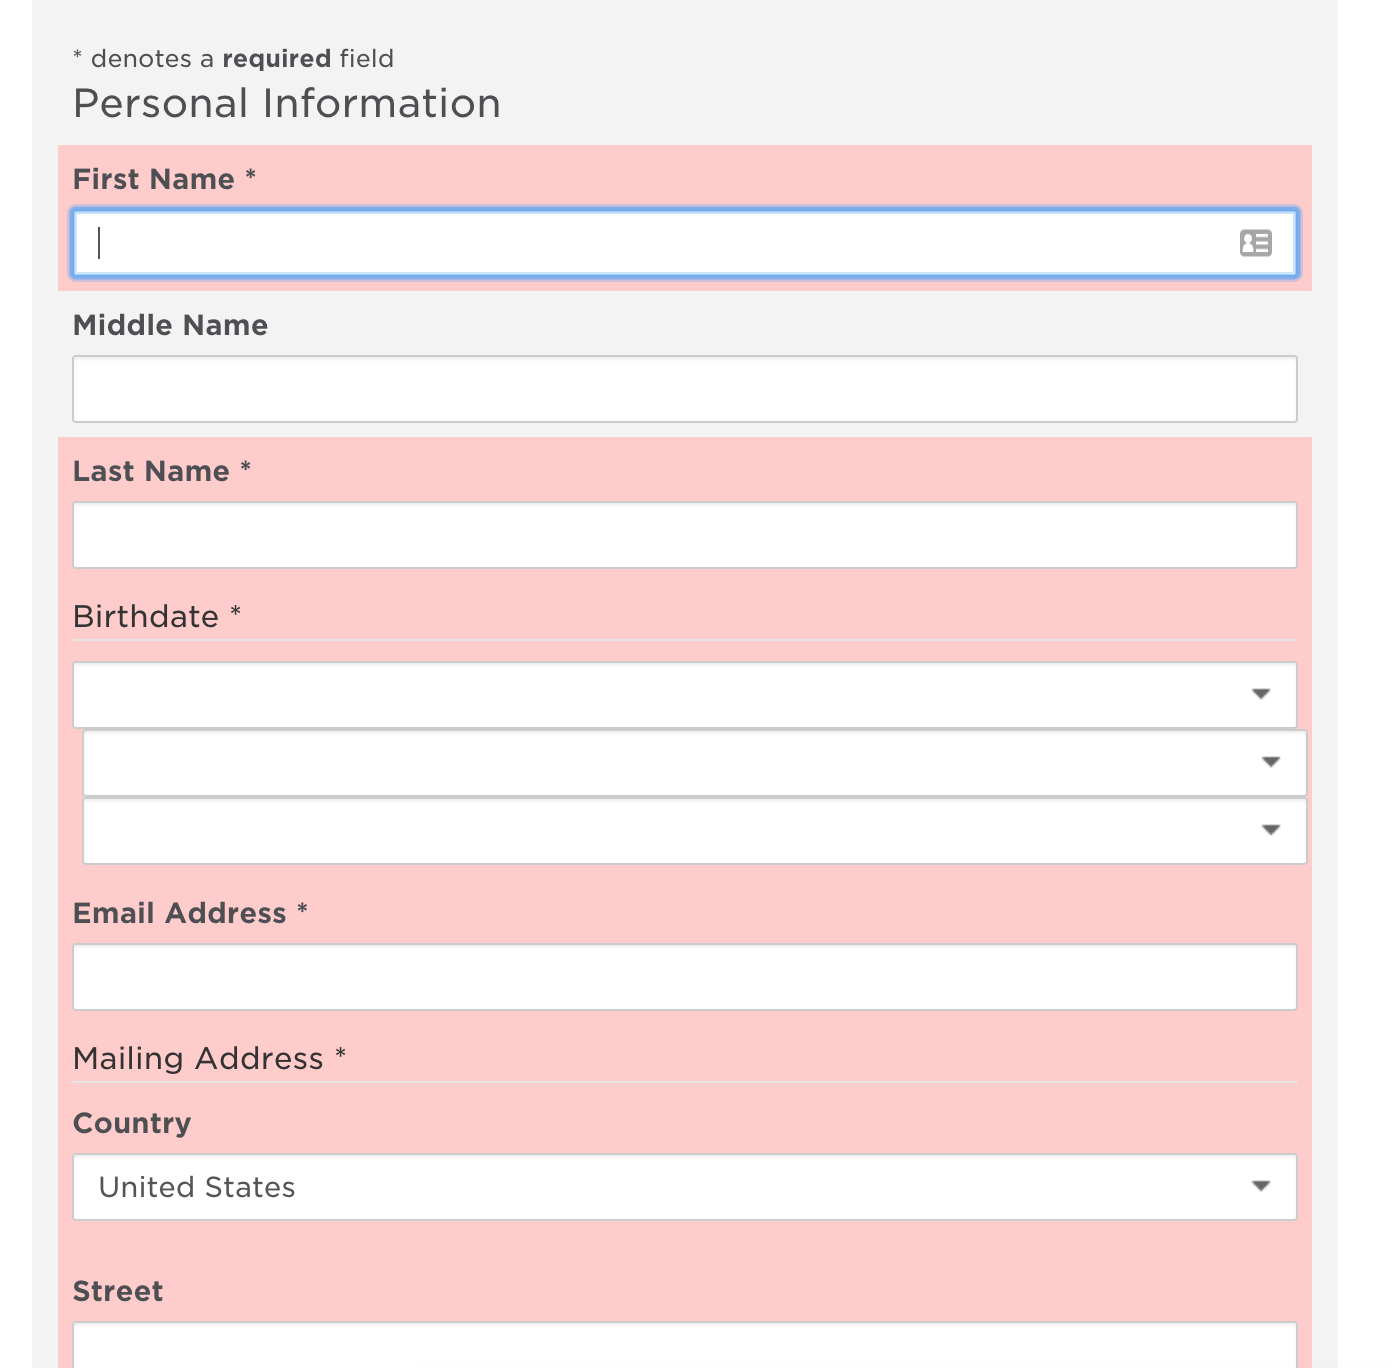 * denotes a required field
Personal Information
First Name *
Middle Name
Last Name *
Birthdate *
Email Address *
Mailing Address *
Country
United States
Street